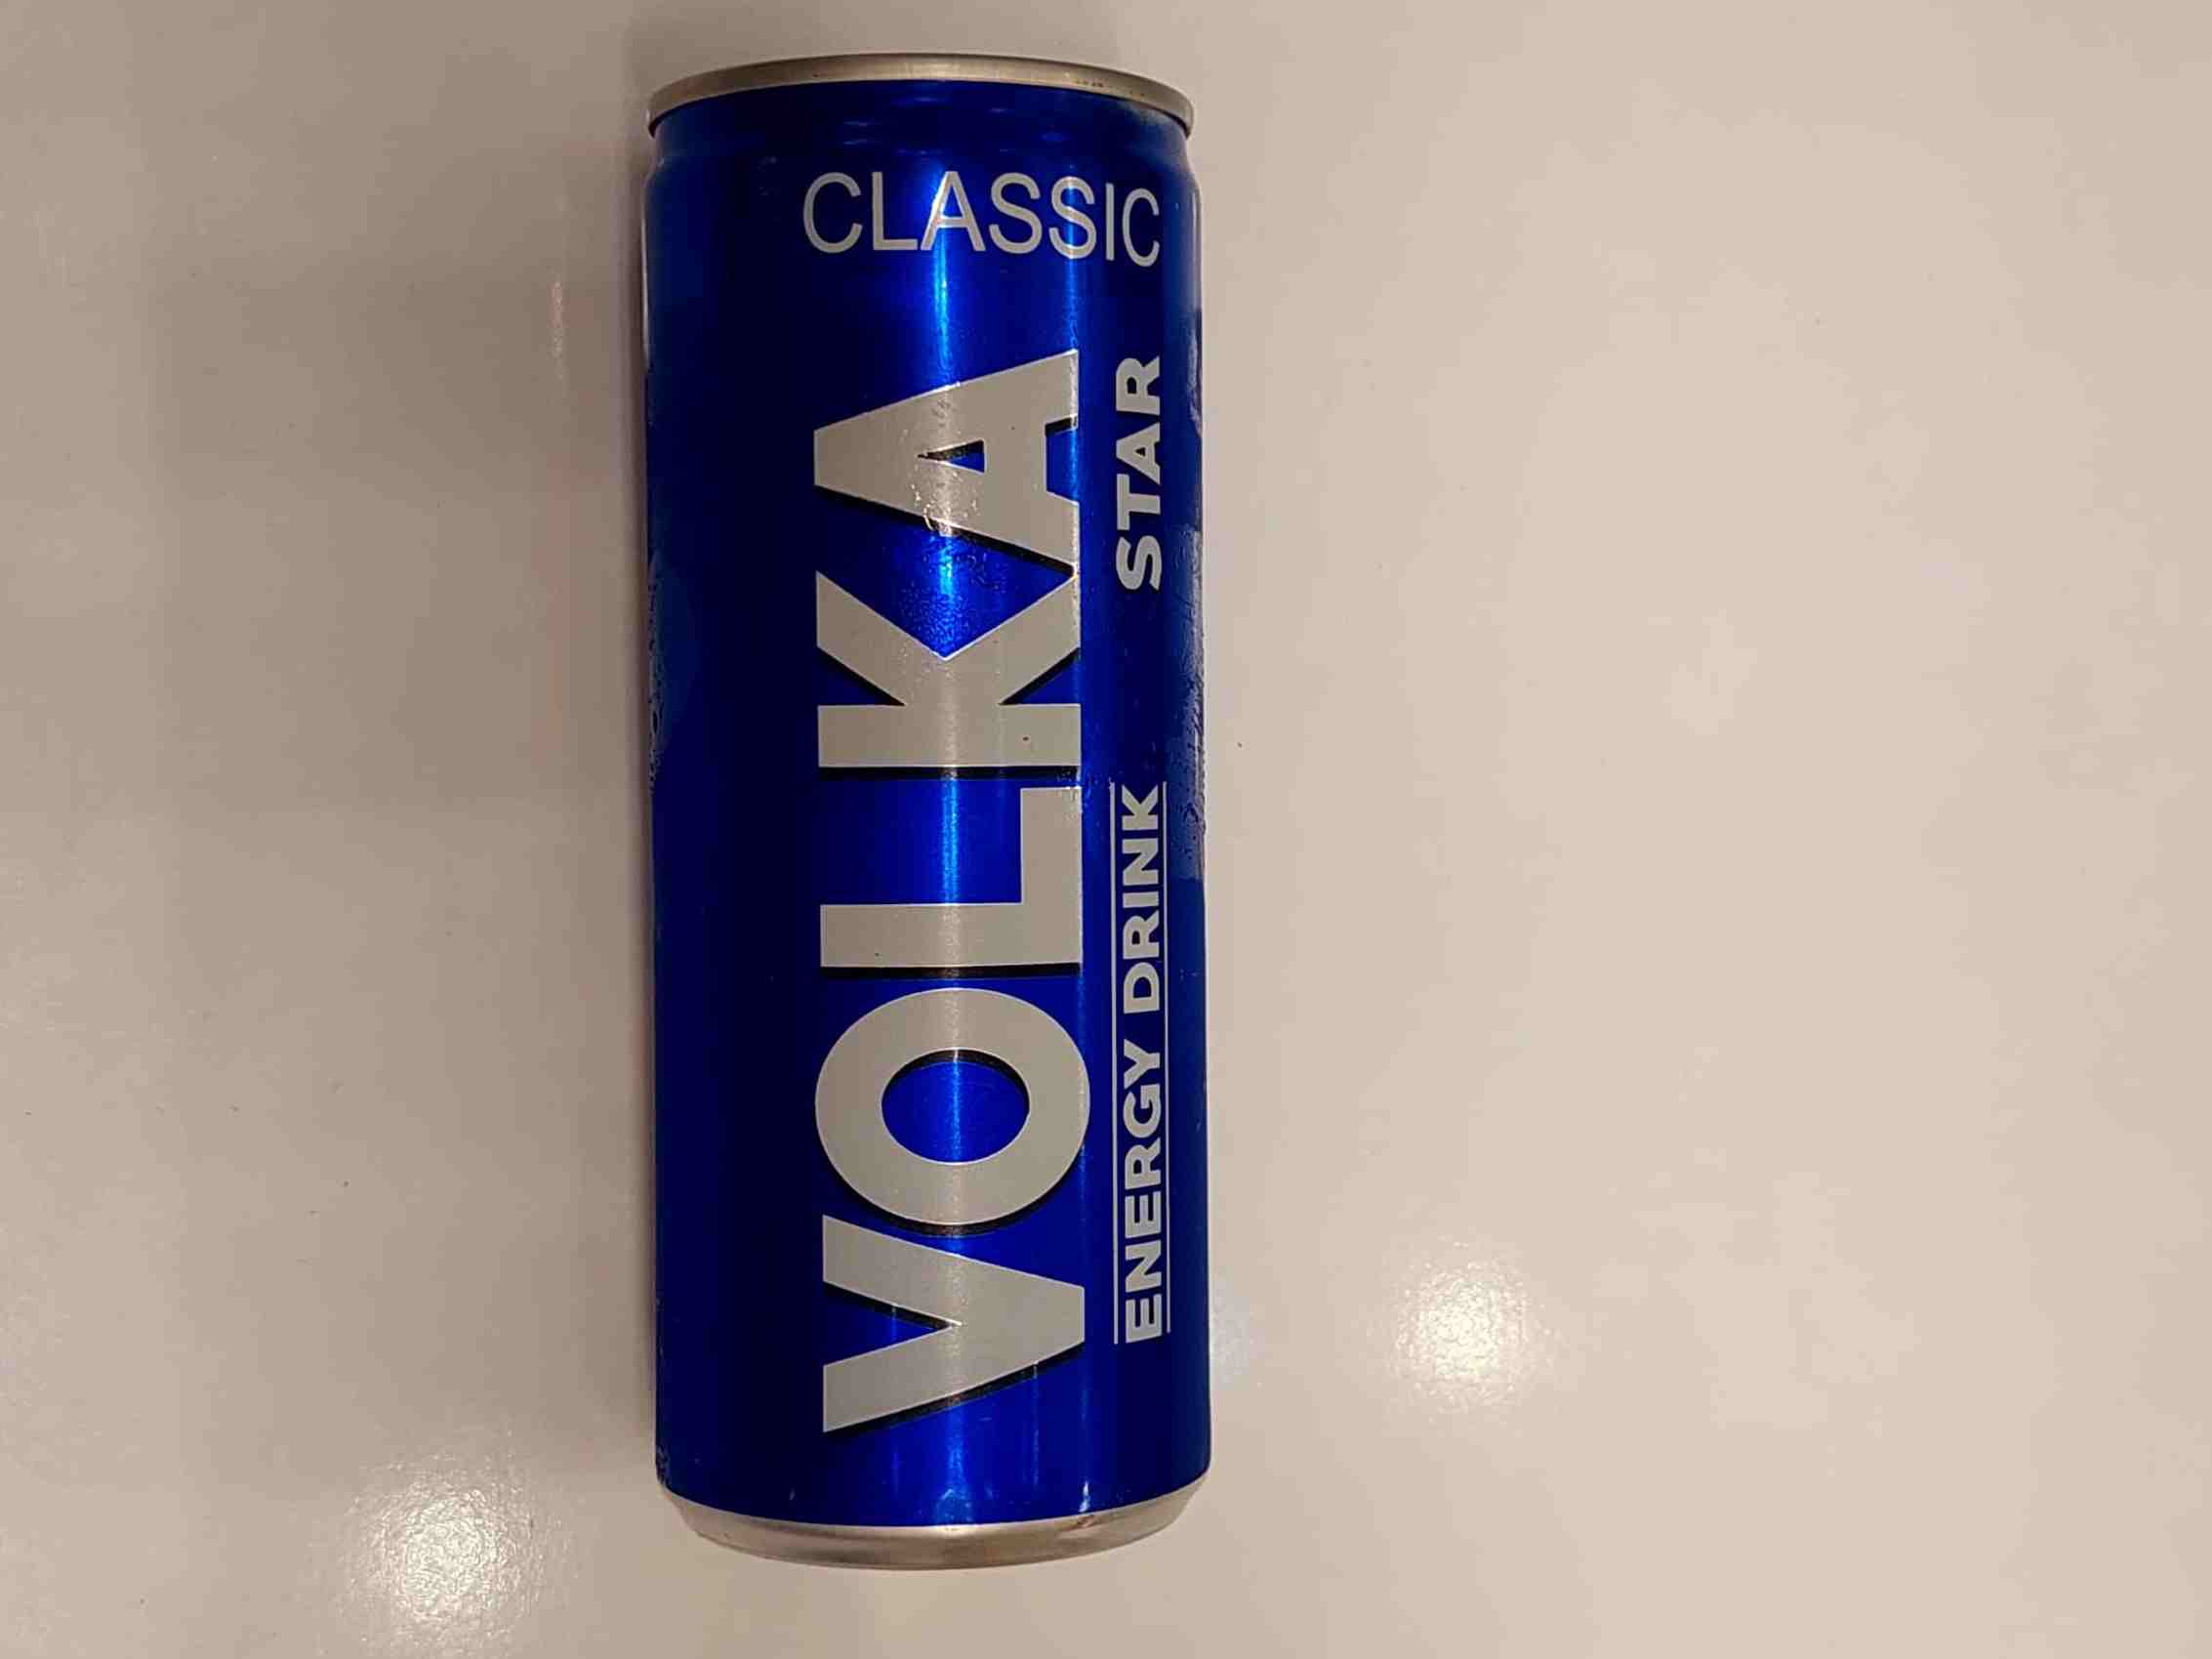 CLASSIC
VOLKA
ENERGY DRINK STAR